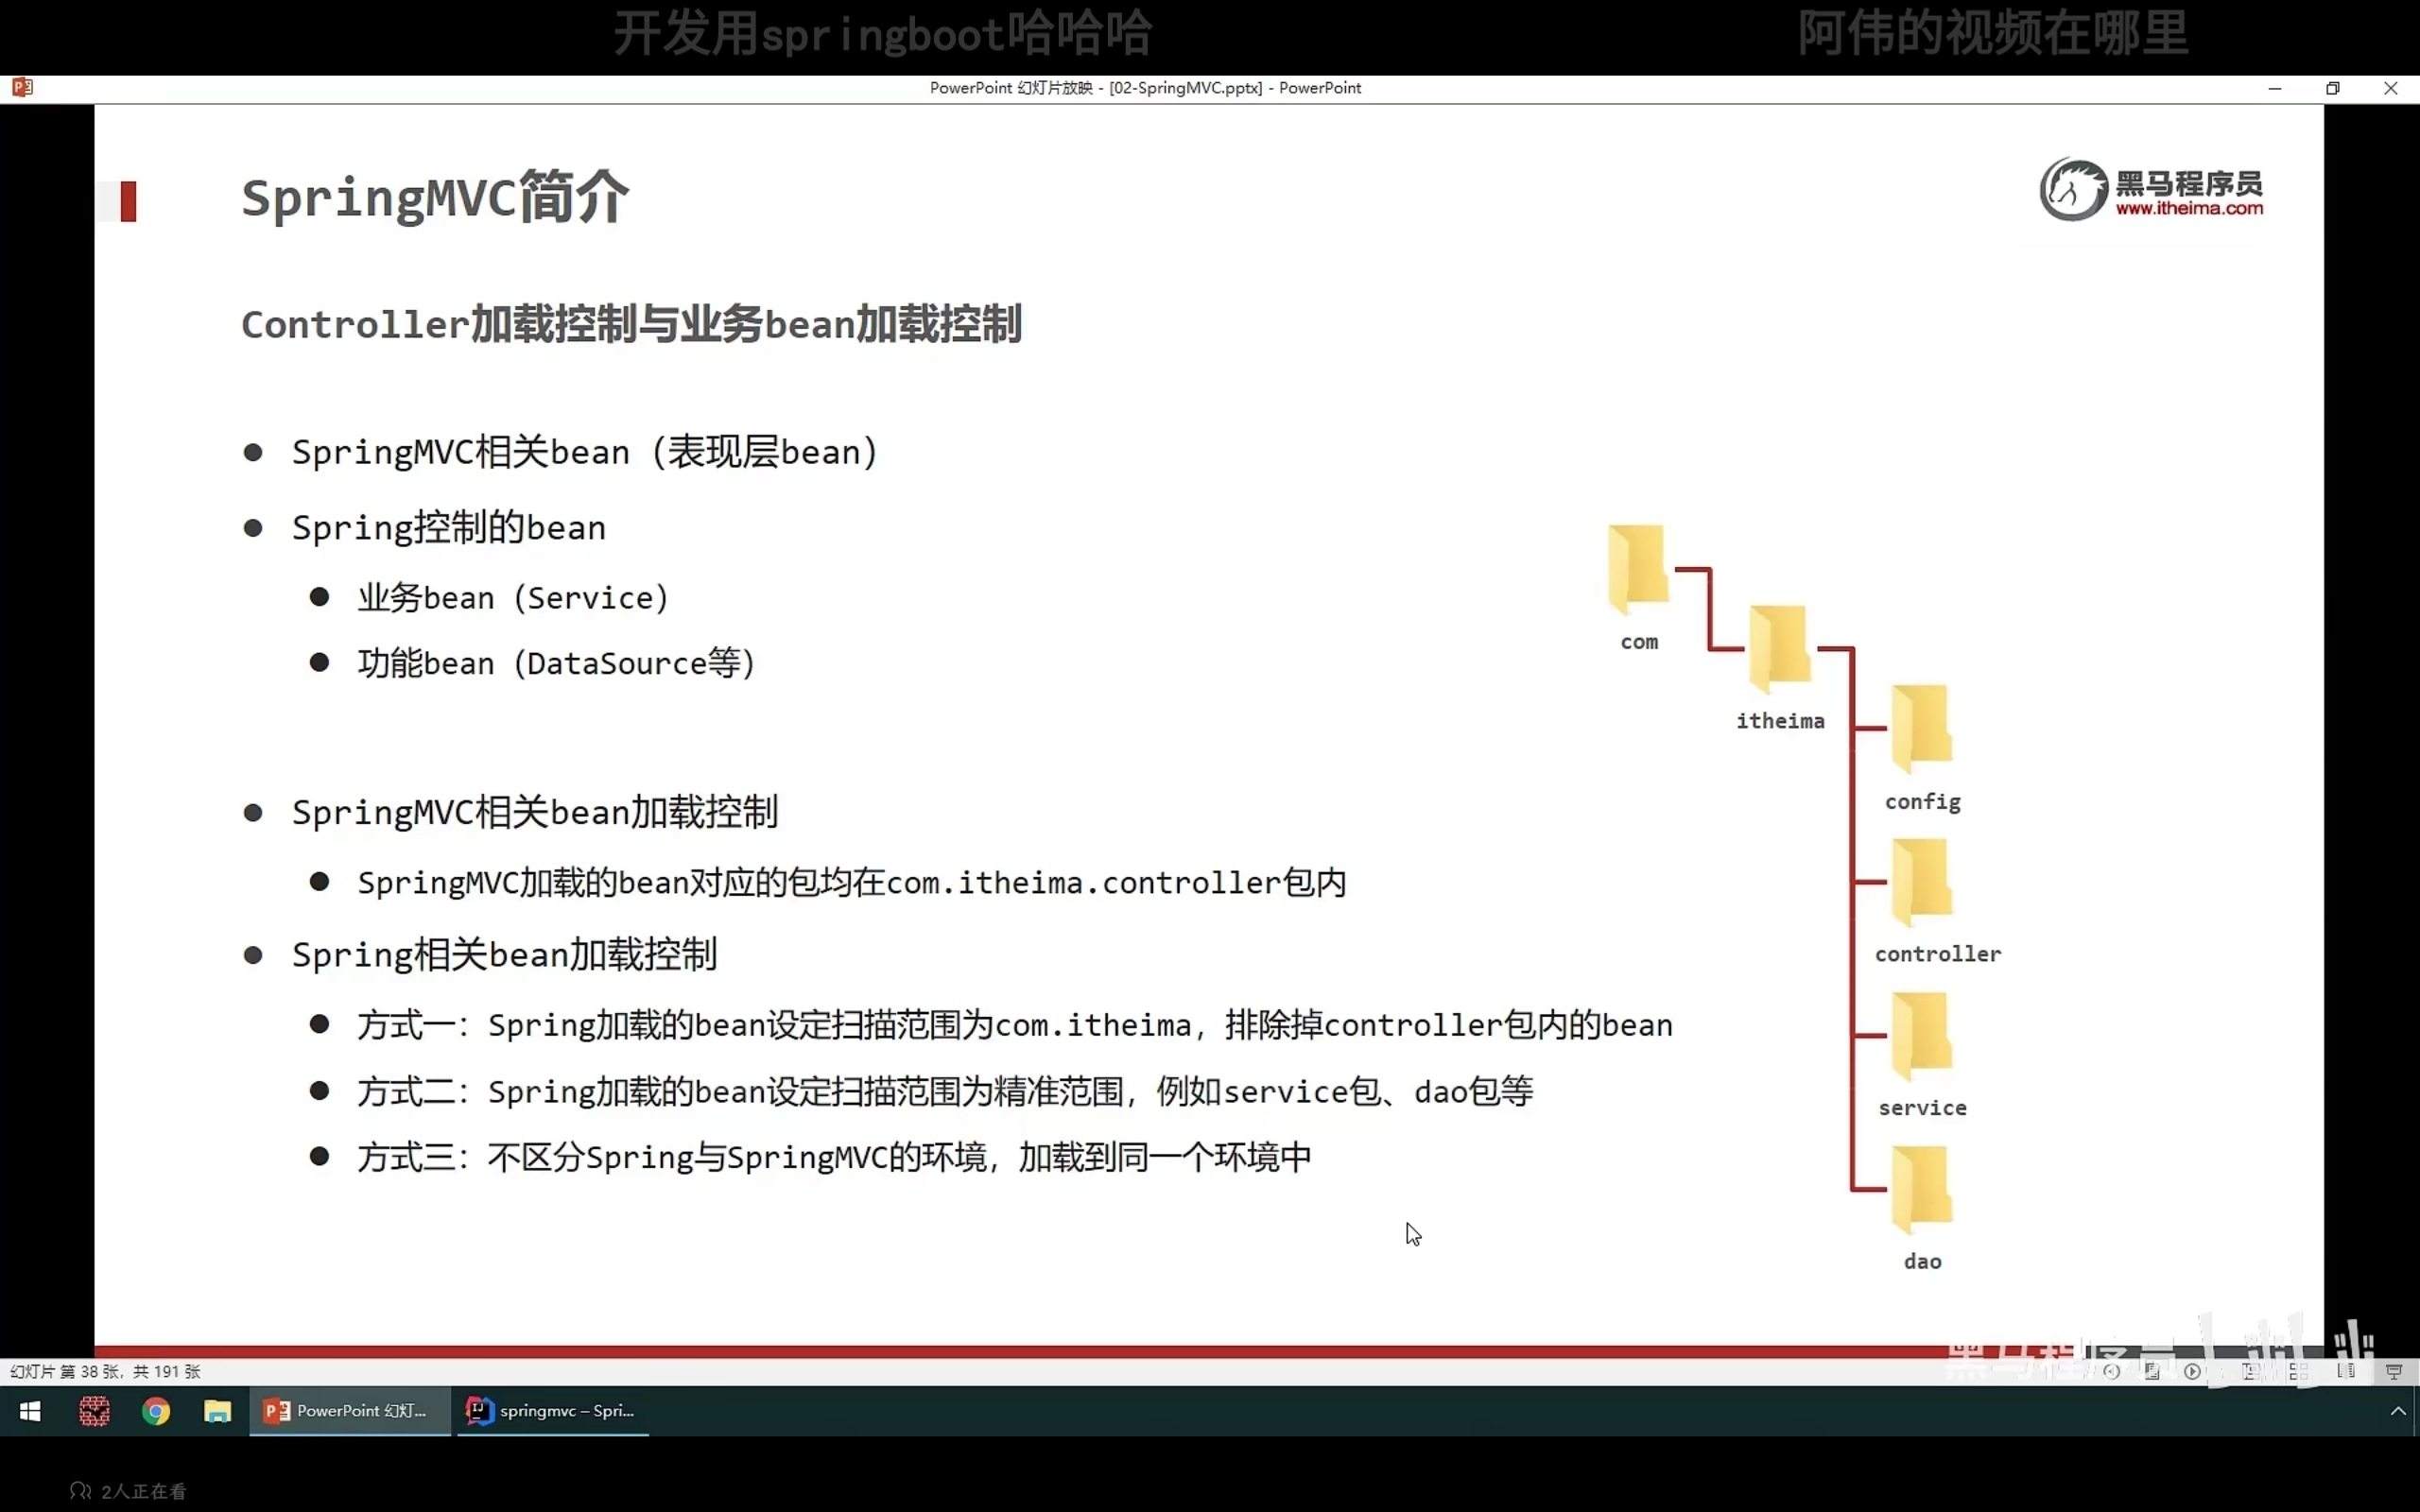 开发用springboot哈哈哈
阿伟的视频在哪里
PowerPoint 幻灯片放映 - [02-SpringMVC.pptx] - PowerPoint
SpringMVC简介
黑马程序员
www.itheima.com
Controller加载控制与业务bean加载控制
SpringMVC相关bean（表现层bean）
Spring控制的bean
业务bean（Service）
功能bean（DataSource等）
SpringMVC相关bean加载控制
SpringMVC加载的bean对应的包均在com.itheima.controller包内
Spring相关bean加载控制
方式一：Spring加载的bean设定扫描范围为com.itheima，排除掉controller包内的bean
方式二：Spring加载的bean设定扫描范围为精准范围，例如service包、dao包等
方式三：不区分Spring与SpringMVC的环境，加载到同一个环境中
com
itheima
config
controller
service
dao
黑马程序员
幻灯片 第 38 张，共 191 张
PowerPoint 幻灯...
springmvc – Spri...
2人正在看